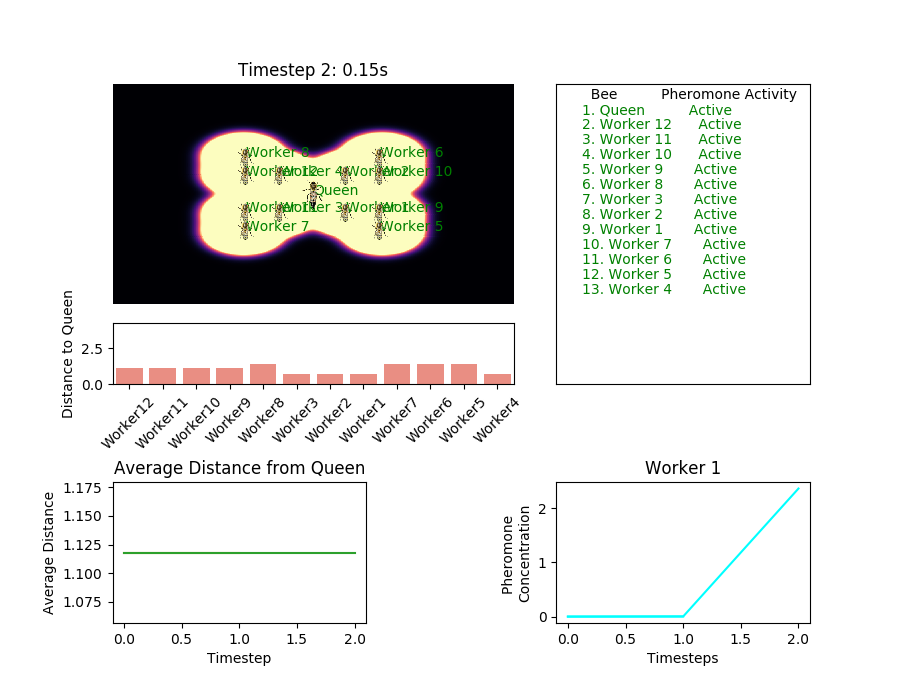 Timestep 2: 0.15s
Worker 8
Worker 6
Worker 12
Worker 4
Worker 2
Worker 10
Queen
Worker 11
Worker 3
Worker 1
Worker 9
Worker 7
Worker 5
Bee Pheromone Activity
1. Queen Active
2. Worker 12 Active
3. Worker 11 Active
4. Worker 10 Active
5. Worker 9 Active
6. Worker 8 Active
7. Worker 3 Active
8. Worker 2 Active
9. Worker 1 Active
10. Worker 7 Active
11. Worker 6 Active
12. Worker 5 Active
13. Worker 4 Active
Distance to Queen
2.5
0.0
Worker12
Worker11
Worker10
Worker9
Worker8
Worker3
Worker2
Worker1
Worker7
Worker6
Worker5
Worker4
Average Distance from Queen
Average Distance
1.175
1.150
1.125
1.100
1.075
0.0 0.5 1.0 1.5 2.0
Timestep
Worker 1
Pheromone
Concentration
2
1
0
0.0 0.5 1.0 1.5 2.0
Timesteps